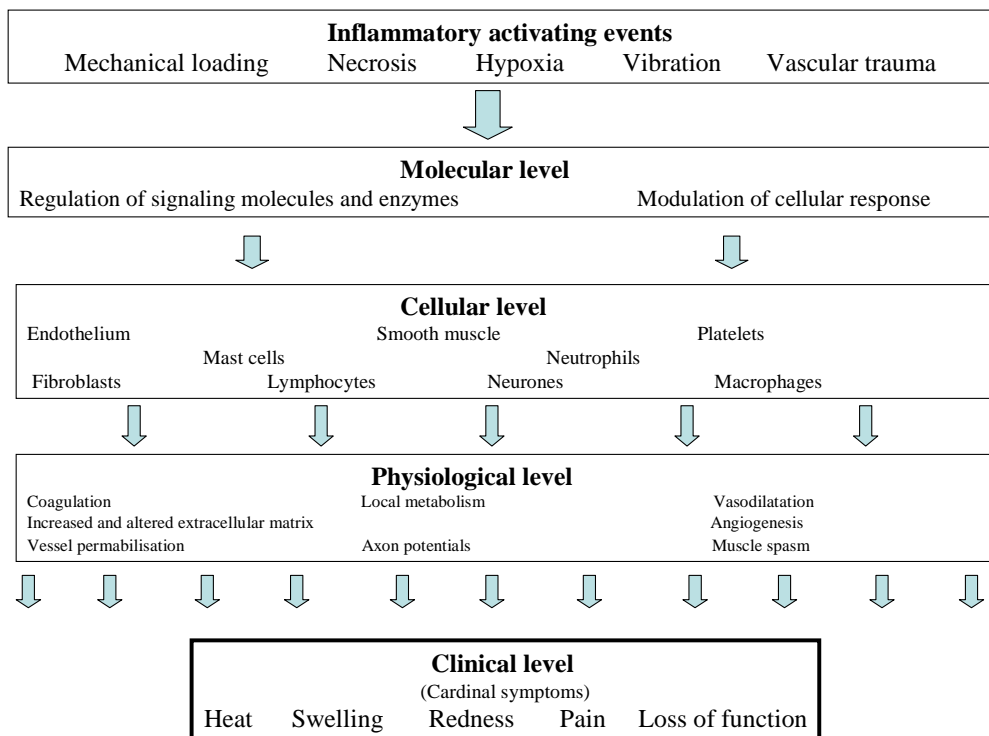 Inflammatory activating events
Mechanical loading Necrosis Hypoxia Vibration Vascular trauma
Molecular level
Regulation of signaling molecules and enzymes Modulation of cellular response
Cellular level
Endothelium Smooth muscle Platelets
Mast cells Neutrophils
Fibroblasts Lymphocytes Neurones Macrophages
Physiological level
Coagulation Local metabolism Vasodilatation
Increased and altered extracellular matrix Angiogenesis
Vessel permabilisation Axon potentials Muscle spasm
Clinical level
(Cardinal symptoms)
Heat Swelling Redness Pain Loss of function